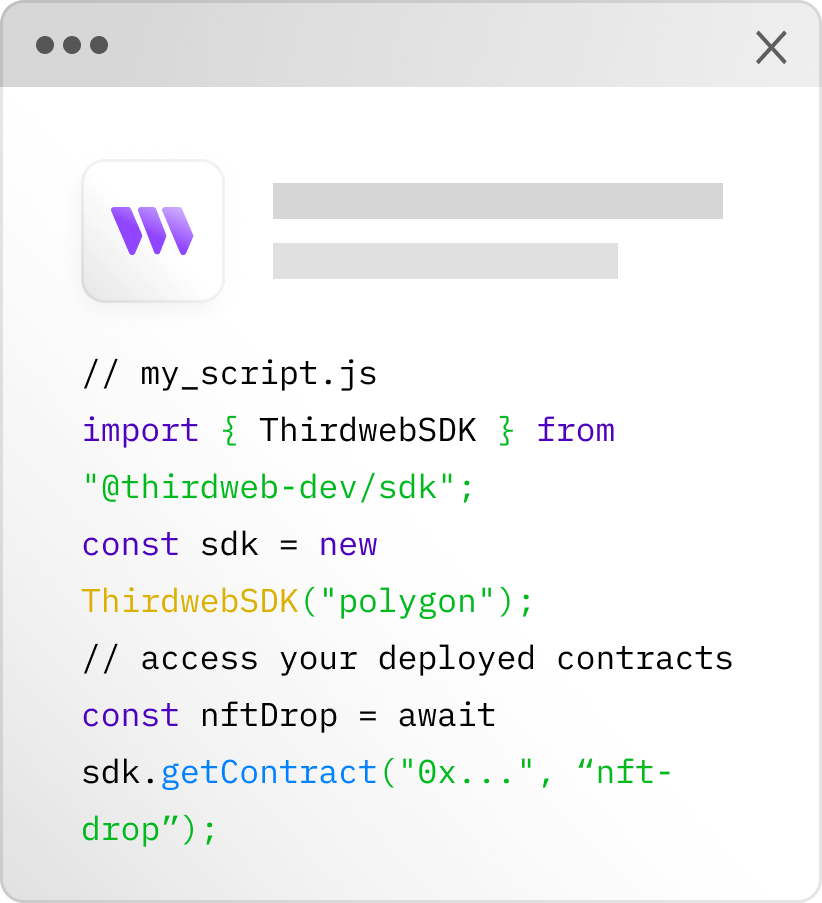 // my_script.js
import { ThirdwebSDK } from
"@thirdweb-dev/sdk";
const sdk = new
ThirdwebSDK("polygon");
// access your deployed contracts
const nftDrop = await
sdk.getContract("0x...", “nft-
drop”);